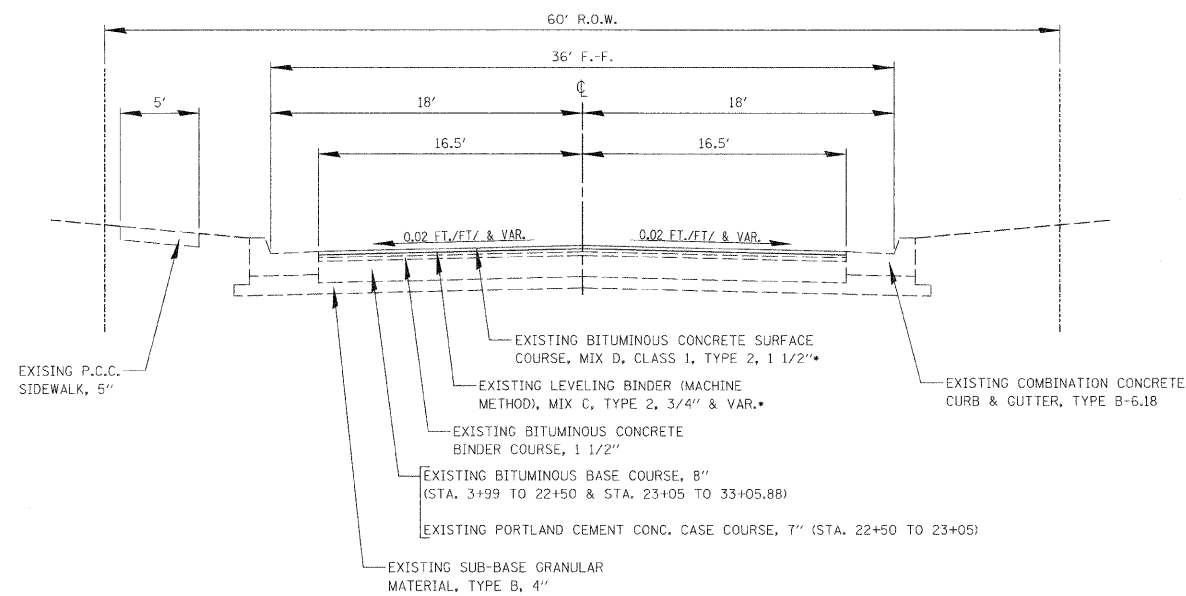 60' R.O.W.
36' F.-F.
℄
5'
18'
18'
16.5'
16.5'
0.02 FT./FT/ & VAR.
0.02 FT./FT/ & VAR.
EXISTING BITUMINOUS CONCRETE SURFACE
COURSE, MIX D, CLASS 1, TYPE 2, 1 1/2"*
EXISING P.C.C.
SIDEWALK, 5"
EXISTING LEVELING BINDER (MACHINE
METHOD), MIX C, TYPE 2, 3/4" & VAR.*
EXISTING COMBINATION CONCRETE
CURB & GUTTER, TYPE B-6.18
EXISTING BITUMINOUS CONCRETE
BINDER COURSE, 1 1/2"
EXISTING BITUMINOUS BASE COURSE, 8"
(STA. 3+99 TO 22+50 & STA. 23+05 TO 33+05.88)
EXISTING PORTLAND CEMENT CONC. CASE COURSE, 7" (STA. 22+50 TO 23+05)
EXISTING SUB-BASE GRANULAR
MATERIAL, TYPE B, 4"